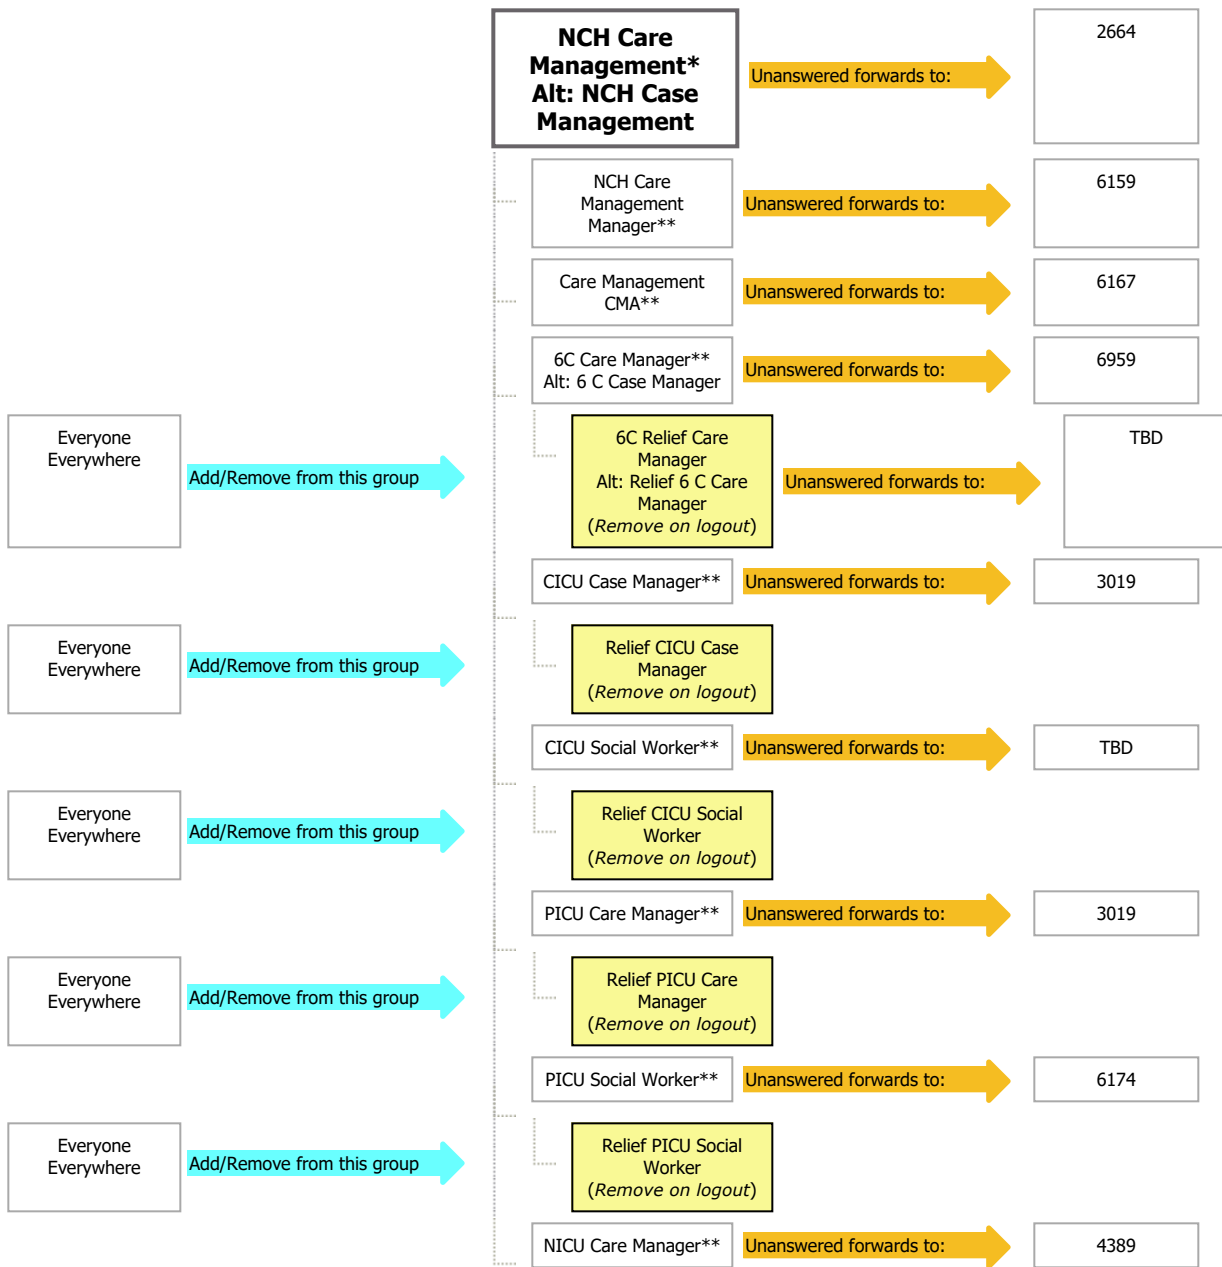 NCH Care
Management*
Alt: NCH Case
Management
Unanswered forwards to:
2664
NCH Care
Management
Manager**
Unanswered forwards to:
6159
Care Management
CMA**
Unanswered forwards to:
6167
6C Care Manager**
Alt: 6 C Case Manager
Unanswered forwards to:
6959
Everyone
Everywhere
Add/Remove from this group
6C Relief Care
Manager
Alt: Relief 6 C Care
Manager
(Remove on logout)
Unanswered forwards to:
TBD
CICU Case Manager**
Unanswered forwards to:
3019
Everyone
Everywhere
Add/Remove from this group
Relief CICU Case
Manager
(Remove on logout)
CICU Social Worker**
Unanswered forwards to:
TBD
Everyone
Everywhere
Add/Remove from this group
Relief CICU Social
Worker
(Remove on logout)
PICU Care Manager**
Unanswered forwards to:
3019
Everyone
Everywhere
Add/Remove from this group
Relief PICU Care
Manager
(Remove on logout)
PICU Social Worker**
Unanswered forwards to:
6174
Everyone
Everywhere
Add/Remove from this group
Relief PICU Social
Worker
(Remove on logout)
NICU Care Manager**
Unanswered forwards to:
4389